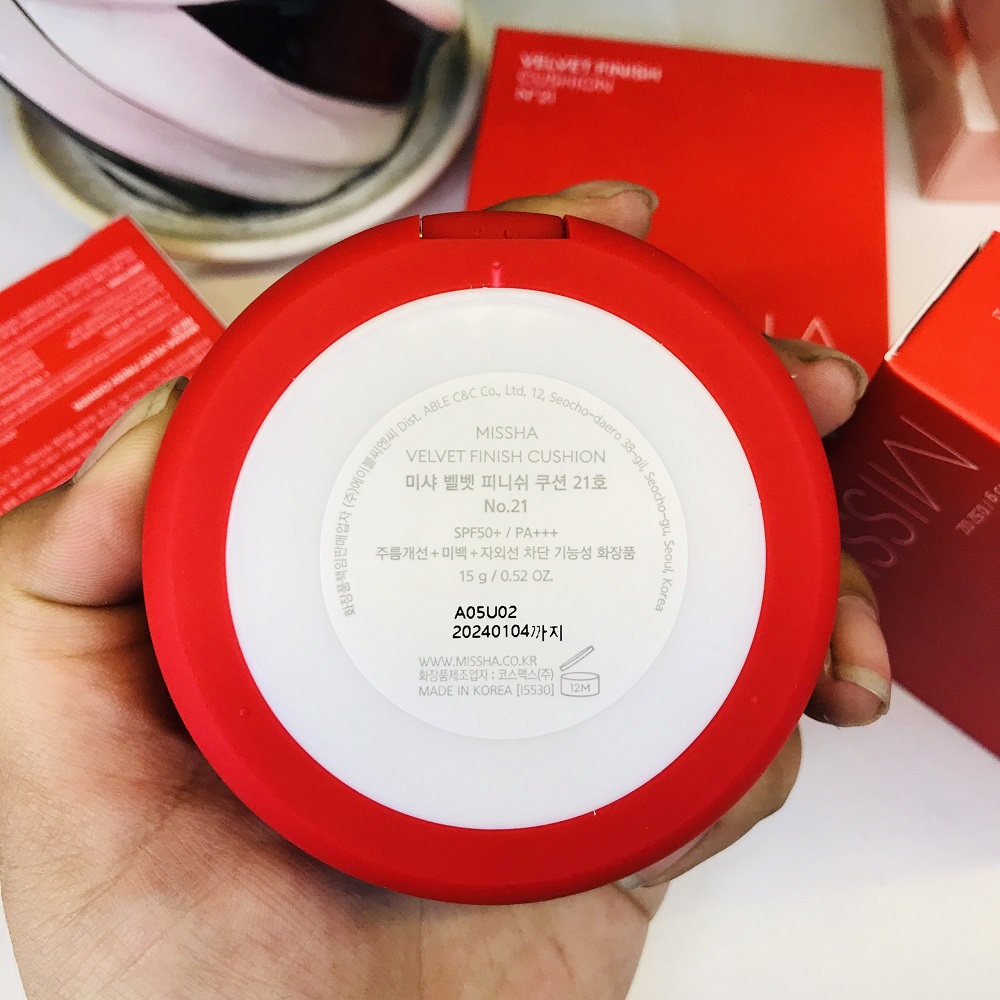 VELVET FINISH
CUSHION
N°21
화장품책임판매업자 (주)에이블씨엔씨 Dist. ABLE C&C Co., Ltd. 12, Seocho-daero 38-gil, Seocho-gu, Seoul, Korea
MISSHA
VELVET FINISH CUSHION
미샤 벨벳 피니쉬 쿠션 21호
No.21
SPF50+ / PA+++
주름개선+미백+자외선 차단 기능성 화장품
15 g / 0.52 OZ.
A05U02
20240104까지
WWW.MISSHA.CO.KR
화장품제조업자 : 코스맥스(주)
MADE IN KOREA [I5530]
12M
MISS